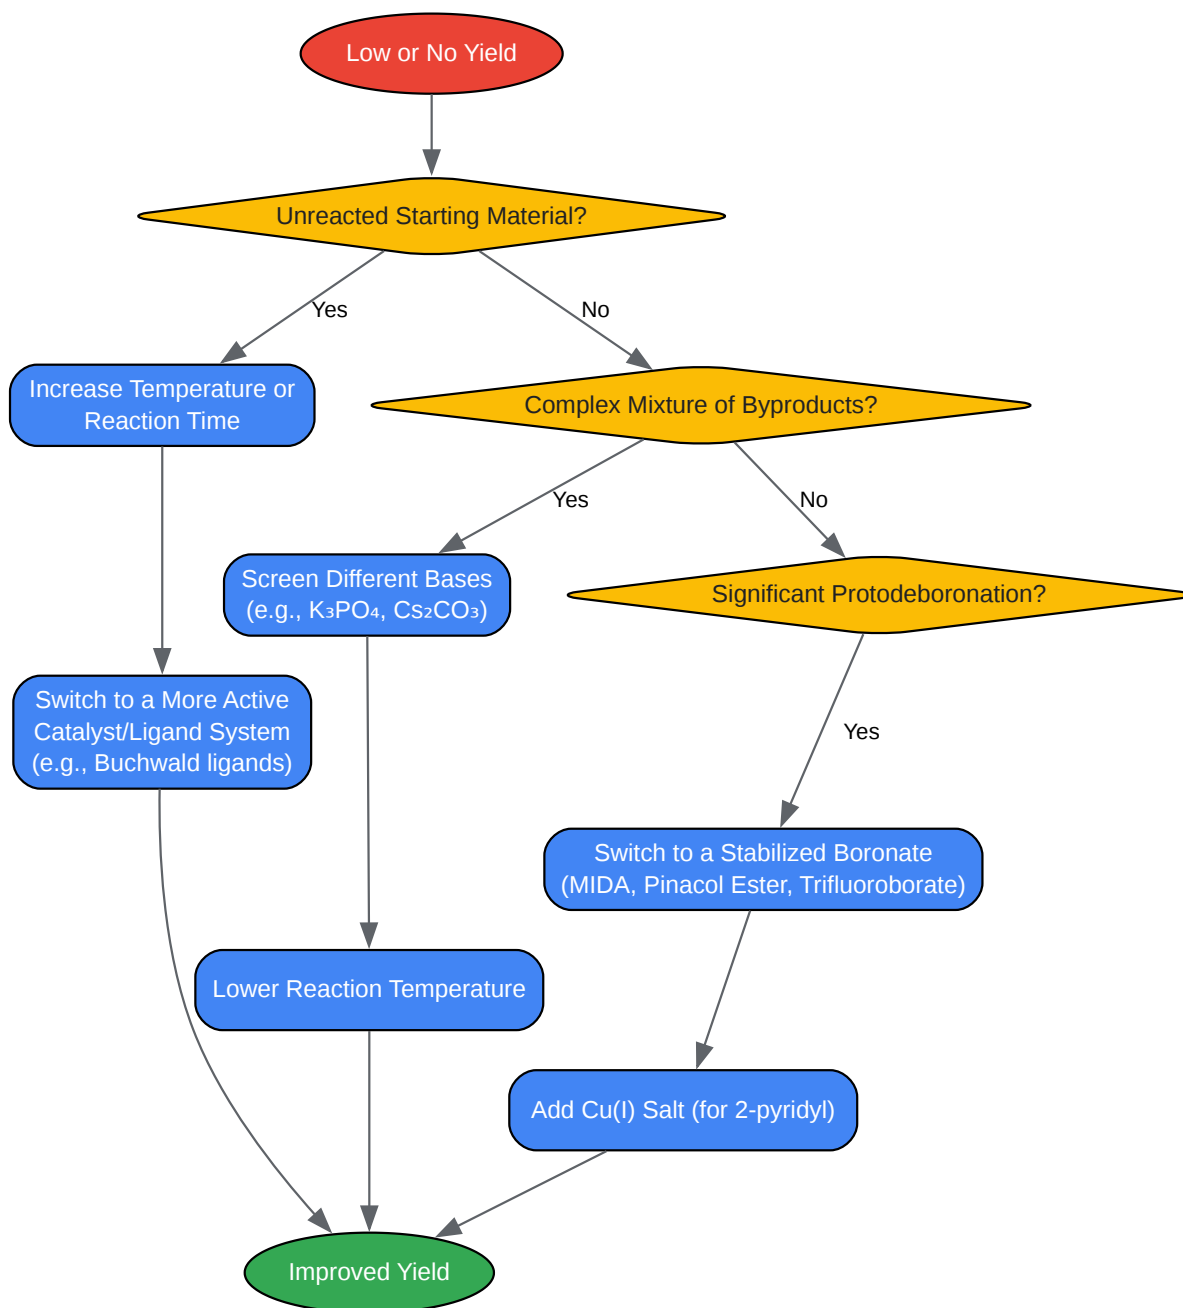 Low or No Yield
Unreacted Starting Material?
Yes
No
Increase Temperature or
Reaction Time
Complex Mixture of Byproducts?
Yes
No
Screen Different Bases
(e.g., K₃PO₄, Cs₂CO₃)
Significant Protodeboronation?
Switch to a More Active
Catalyst/Ligand System
(e.g., Buchwald ligands)
Yes
Switch to a Stabilized Boronate
(MIDA, Pinacol Ester, Trifluoroborate)
Lower Reaction Temperature
Add Cu(I) Salt (for 2-pyridyl)
Improved Yield